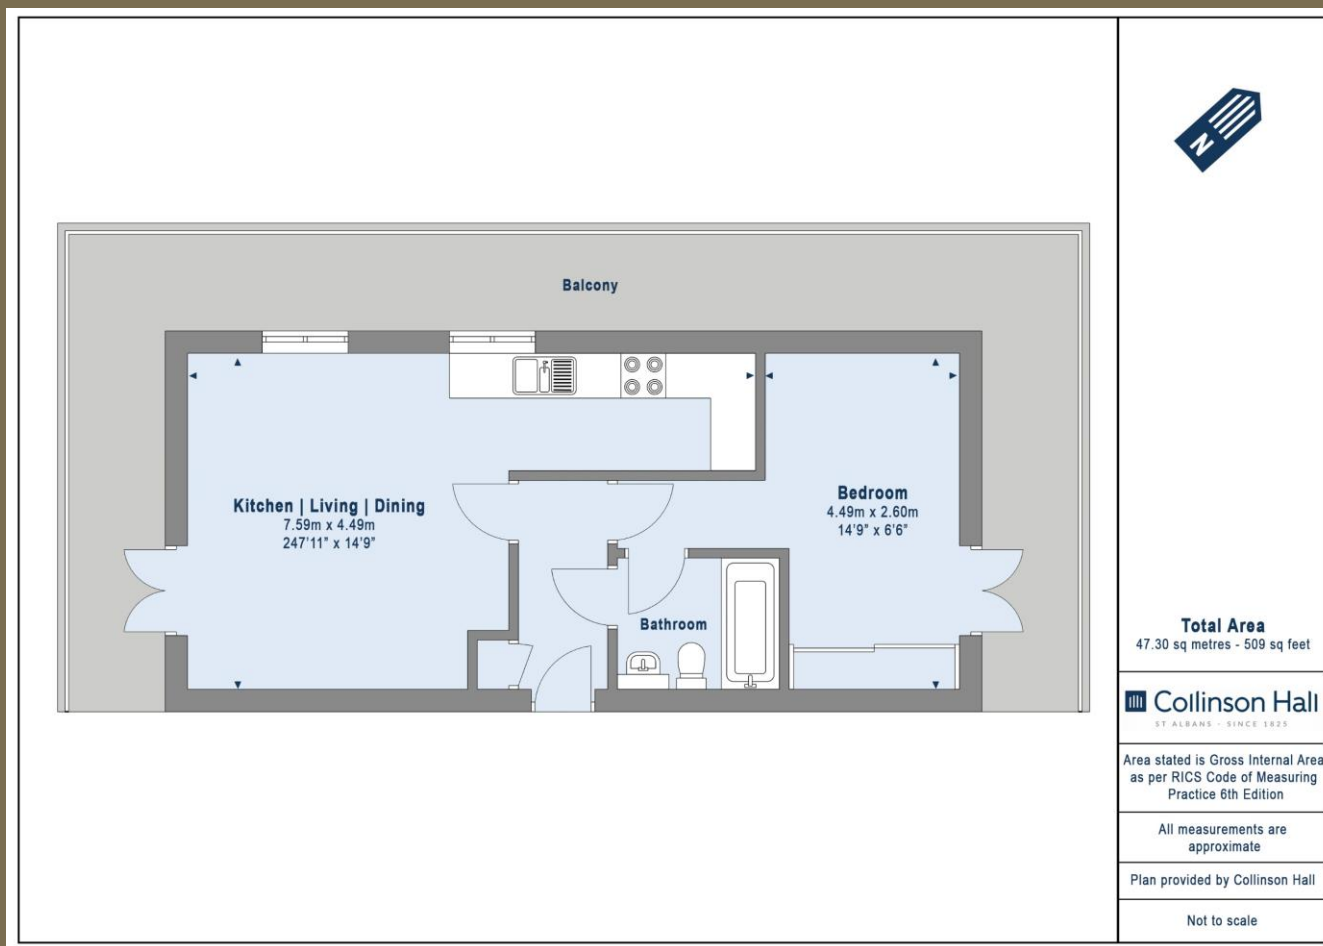 N
Balcony
Kitchen | Living | Dining
7.59m x 4.49m
247'11" x 14'9"
Bedroom
4.49m x 2.60m
14'9" x 6'6"
Bathroom
Total Area
47.30 sq metres - 509 sq feet
Collinson Hall
ST ALBANS - SINCE 1825
Area stated is Gross Internal Area
as per RICS Code of Measuring
Practice 6th Edition
All measurements are
approximate
Plan provided by Collinson Hall
Not to scale